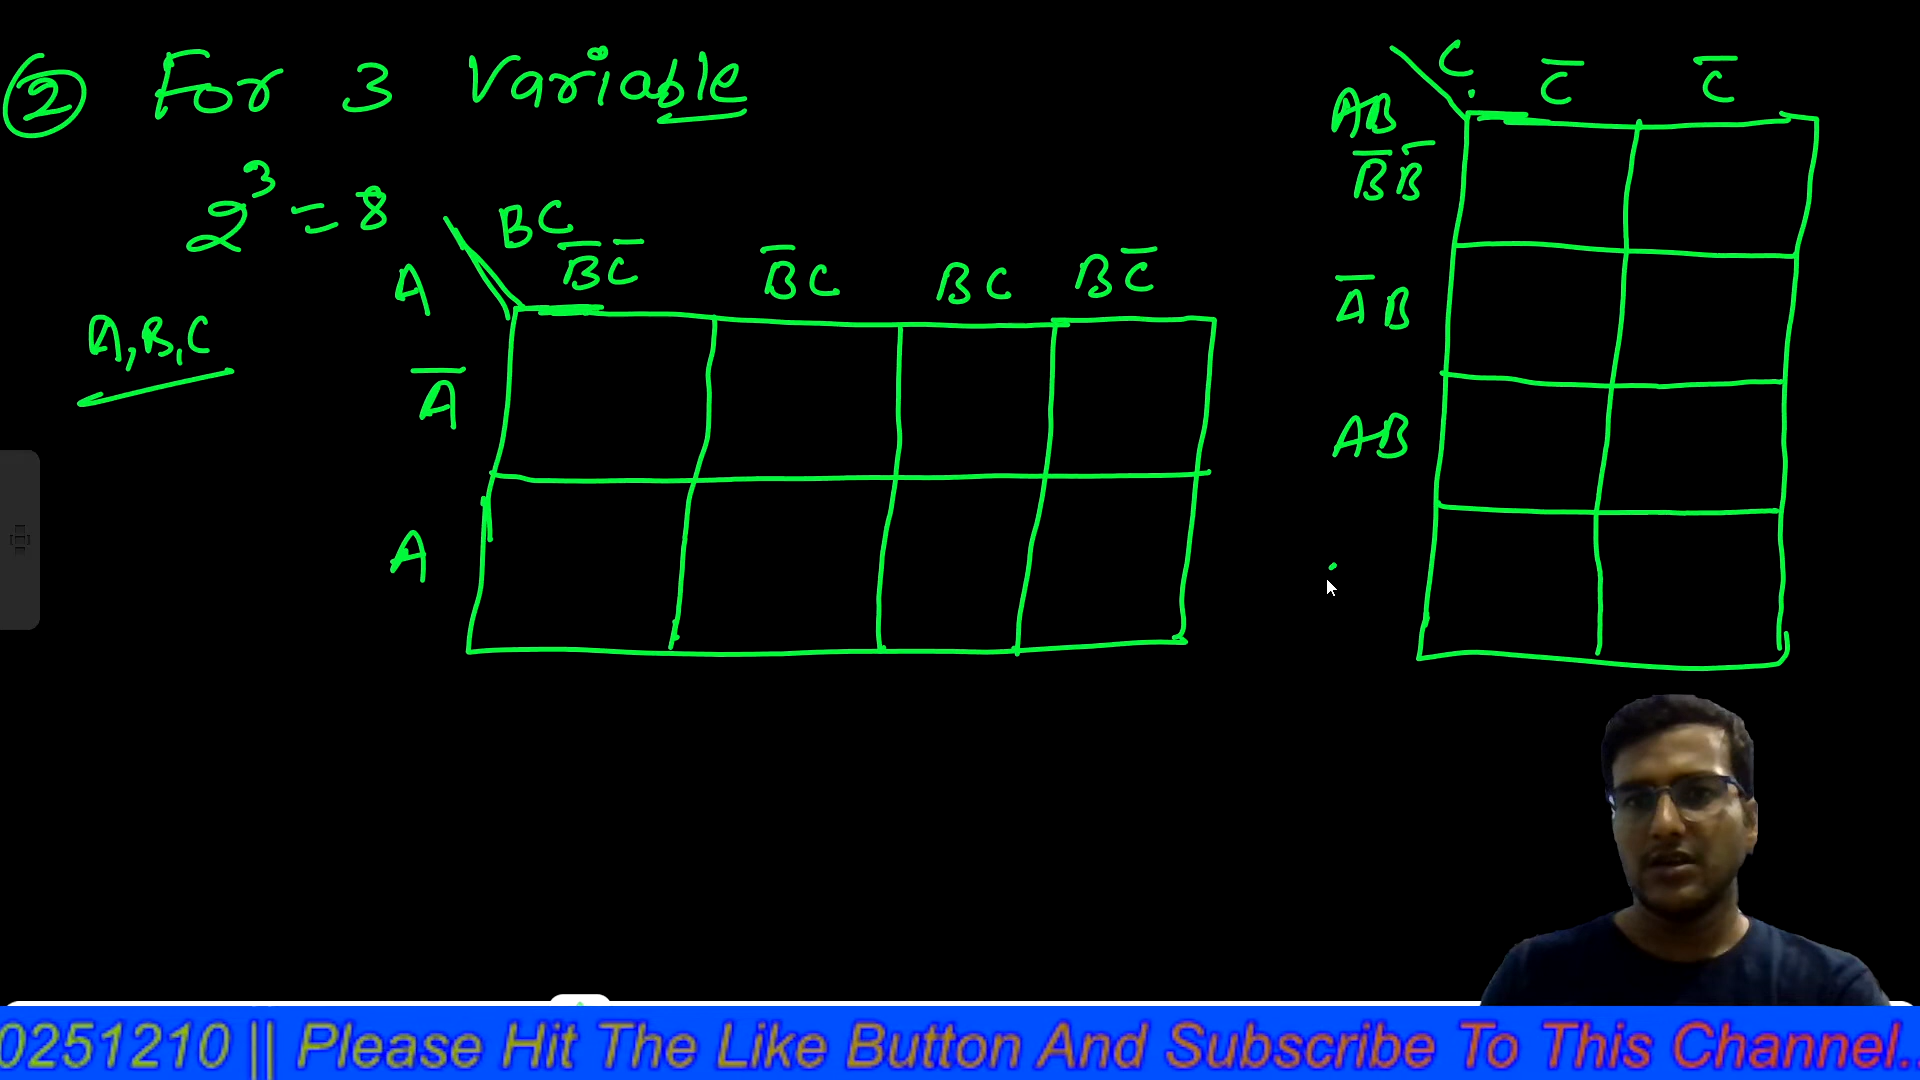 ② For 3 Variable
2³ = 8
A, B, C
BC
A
B̅C̅ B̅C BC BC̅
A̅
A
C
AB
C̅ C̅
B̅B̅
A̅B
AB
0251210 || Please Hit The Like Button And Subscribe To This Channel..